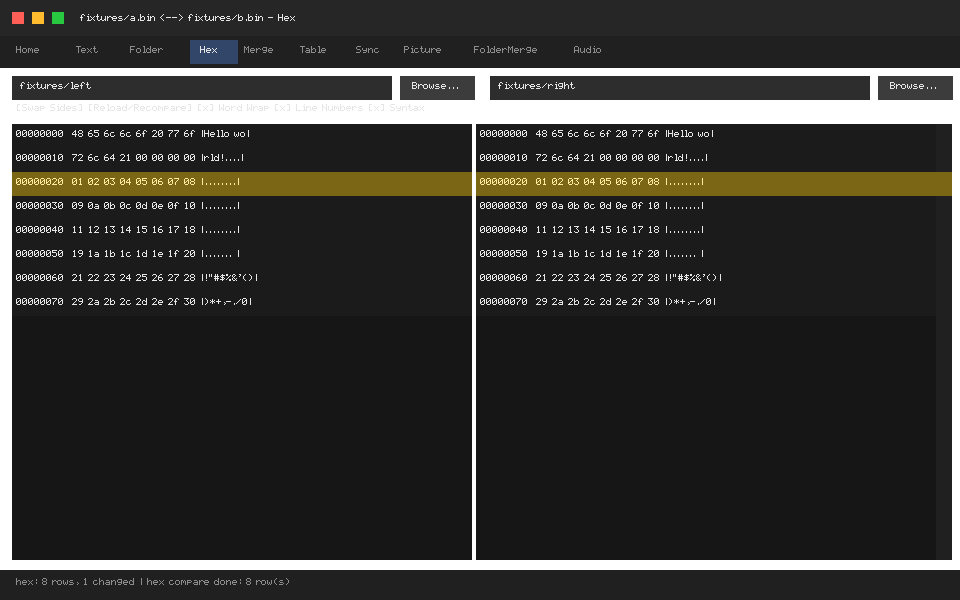 fixtures/a.bin <--> fixtures/b.bin - Hex
Home Text Folder Hex Merge Table Sync Picture FolderMerge Audio
fixtures/left Browse... fixtures/right Browse...
[Swap Sides] [Reload/Recompare] [x] Word Wrap [x] Line Numbers [x] Syntax
00000000 48 65 6c 6c 6f 20 77 6f |Hello wo| 00000000 48 65 6c 6c 6f 20 77 6f |Hello wo|
00000010 72 6c 64 21 00 00 00 00 |rld!....| 00000010 72 6c 64 21 00 00 00 00 |rld!....|
00000020 01 02 03 04 05 06 07 08 |........| 00000020 01 02 03 04 05 06 07 08 |........|
00000030 09 0a 0b 0c 0d 0e 0f 10 |........| 00000030 09 0a 0b 0c 0d 0e 0f 10 |........|
00000040 11 12 13 14 15 16 17 18 |........| 00000040 11 12 13 14 15 16 17 18 |........|
00000050 19 1a 1b 1c 1d 1e 1f 20 |....... | 00000050 19 1a 1b 1c 1d 1e 1f 20 |....... |
00000060 21 22 23 24 25 26 27 28 |!"#$%&'()| 00000060 21 22 23 24 25 26 27 28 |!"#$%&'()|
00000070 29 2a 2b 2c 2d 2e 2f 30 |)*+,-./0| 00000070 29 2a 2b 2c 2d 2e 2f 30 |)*+,-./0|
hex: 8 rows, 1 changed | hex compare done: 8 row(s)